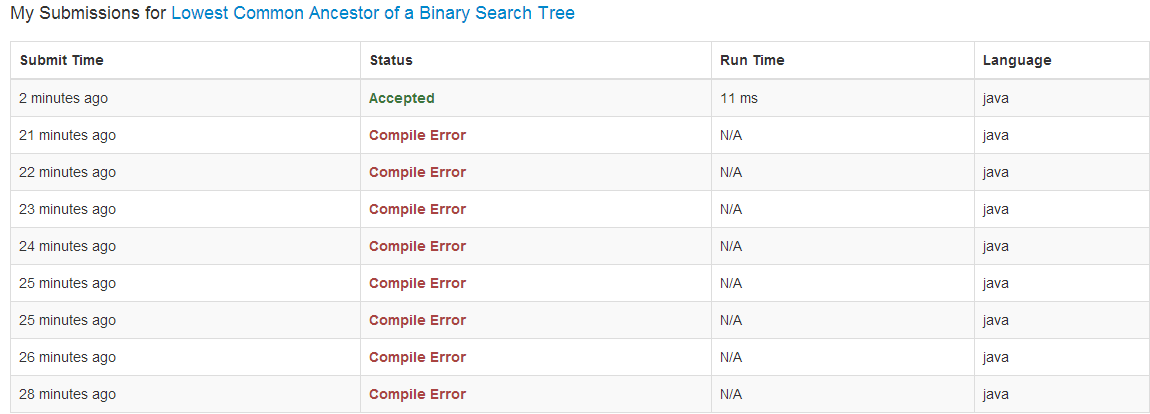 My Submissions for Lowest Common Ancestor of a Binary Search Tree
Submit Time Status Run Time Language
2 minutes ago Accepted 11 ms java
21 minutes ago Compile Error N/A java
22 minutes ago Compile Error N/A java
23 minutes ago Compile Error N/A java
24 minutes ago Compile Error N/A java
25 minutes ago Compile Error N/A java
25 minutes ago Compile Error N/A java
26 minutes ago Compile Error N/A java
28 minutes ago Compile Error N/A java